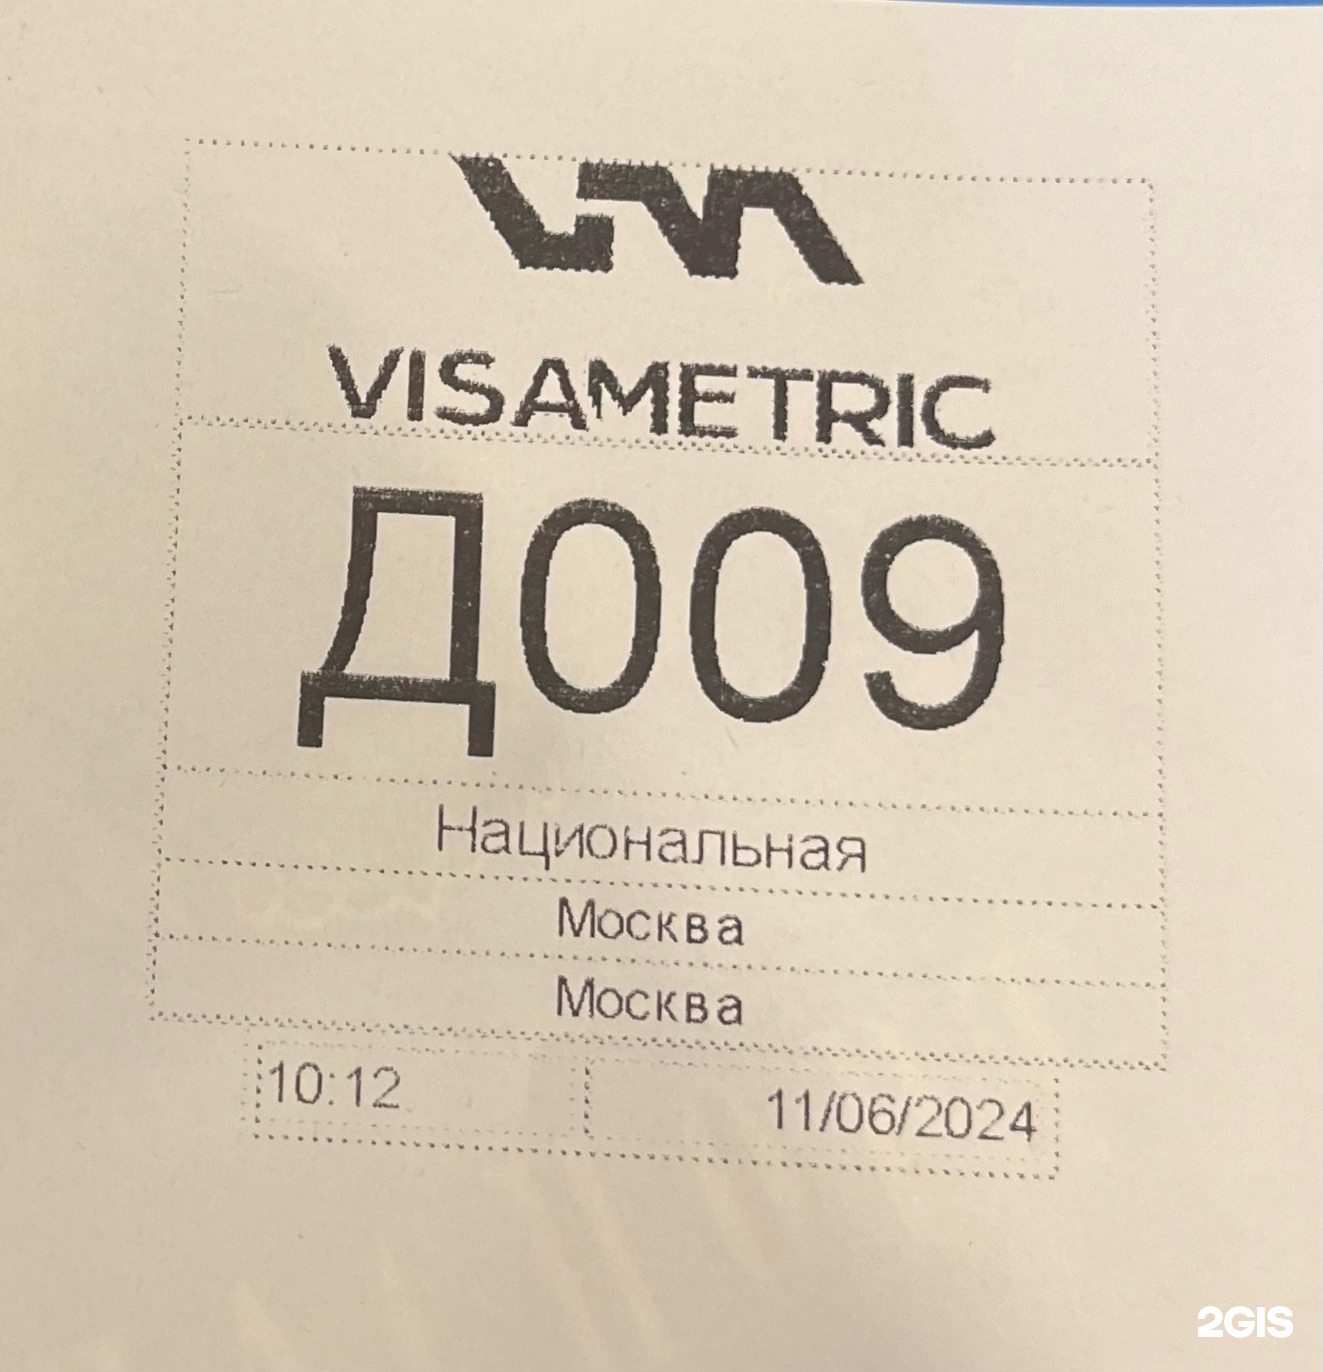 VISAMETRIC
Д009
Национальная
Москва
Москва
10:12 11/06/2024
2GIS